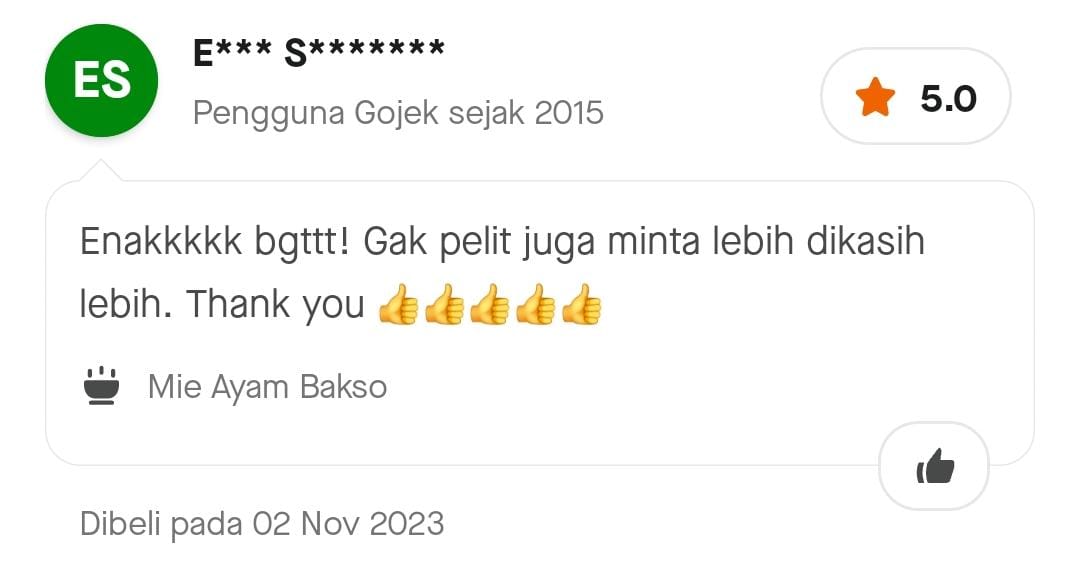 ES
E*** S*******
Pengguna Gojek sejak 2015
5.0
Enakkkkk bgttt! Gak pelit juga minta lebih dikasih
lebih. Thank you 👍👍👍👍👍
Mie Ayam Bakso
Dibeli pada 02 Nov 2023